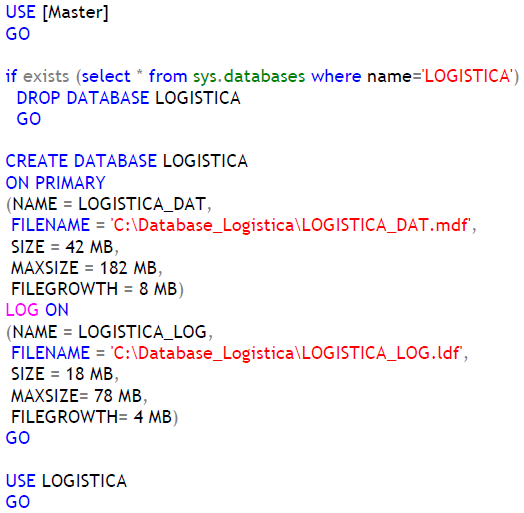 USE [Master]
GO
if exists (select * from sys.databases where name='LOGISTICA')
DROP DATABASE LOGISTICA
GO
CREATE DATABASE LOGISTICA
ON PRIMARY
(NAME = LOGISTICA_DAT,
FILENAME = 'C:\Database_Logistica\LOGISTICA_DAT.mdf',
SIZE = 42 MB,
MAXSIZE = 182 MB,
FILEGROWTH = 8 MB)
LOG ON
(NAME = LOGISTICA_LOG,
FILENAME = 'C:\Database_Logistica\LOGISTICA_LOG.ldf',
SIZE = 18 MB,
MAXSIZE= 78 MB,
FILEGROWTH= 4 MB)
GO
USE LOGISTICA
GO